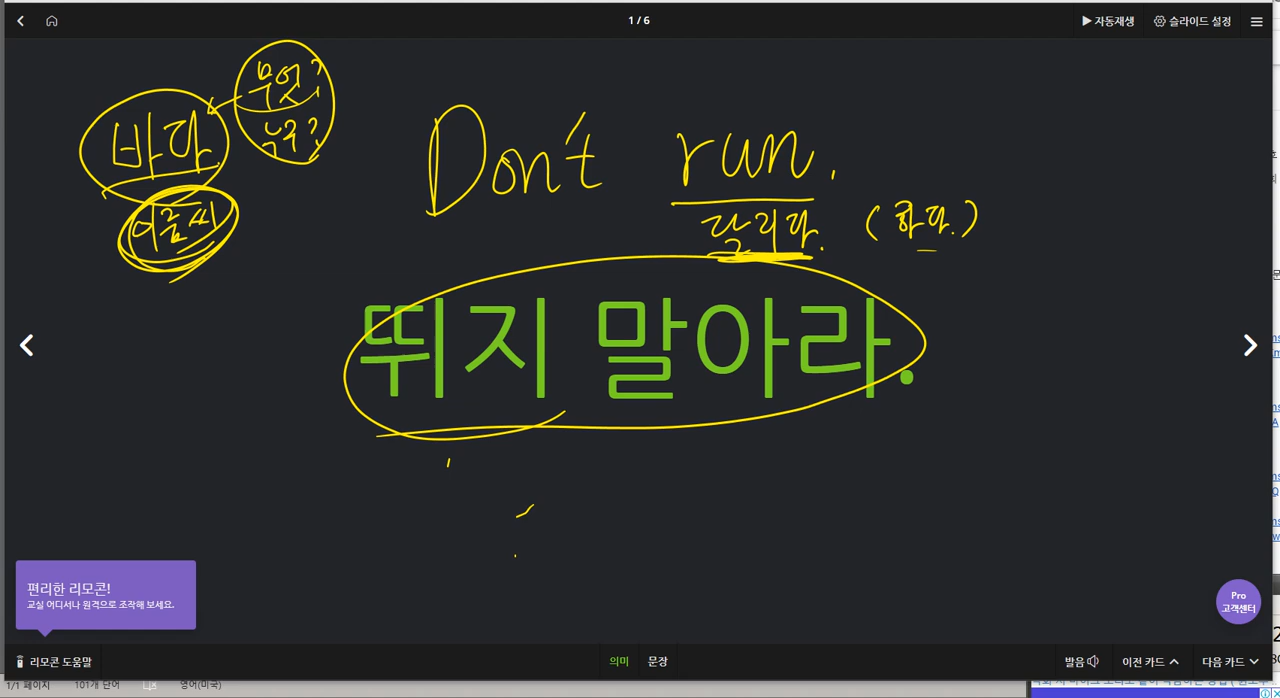 1 / 6
자동재생
슬라이드 설정
무엇?
누구?
바다
이름씨
Don't run.
달리다. (하다.)
뛰지 말아라.
편리한 리모콘!
교실 어디서나 원격으로 조작해 보세요.
Pro
고객센터
리모콘 도움말
의미
문장
발음
이전 카드
다음 카드
1/1 페이지
101개 단어
영어(미국)